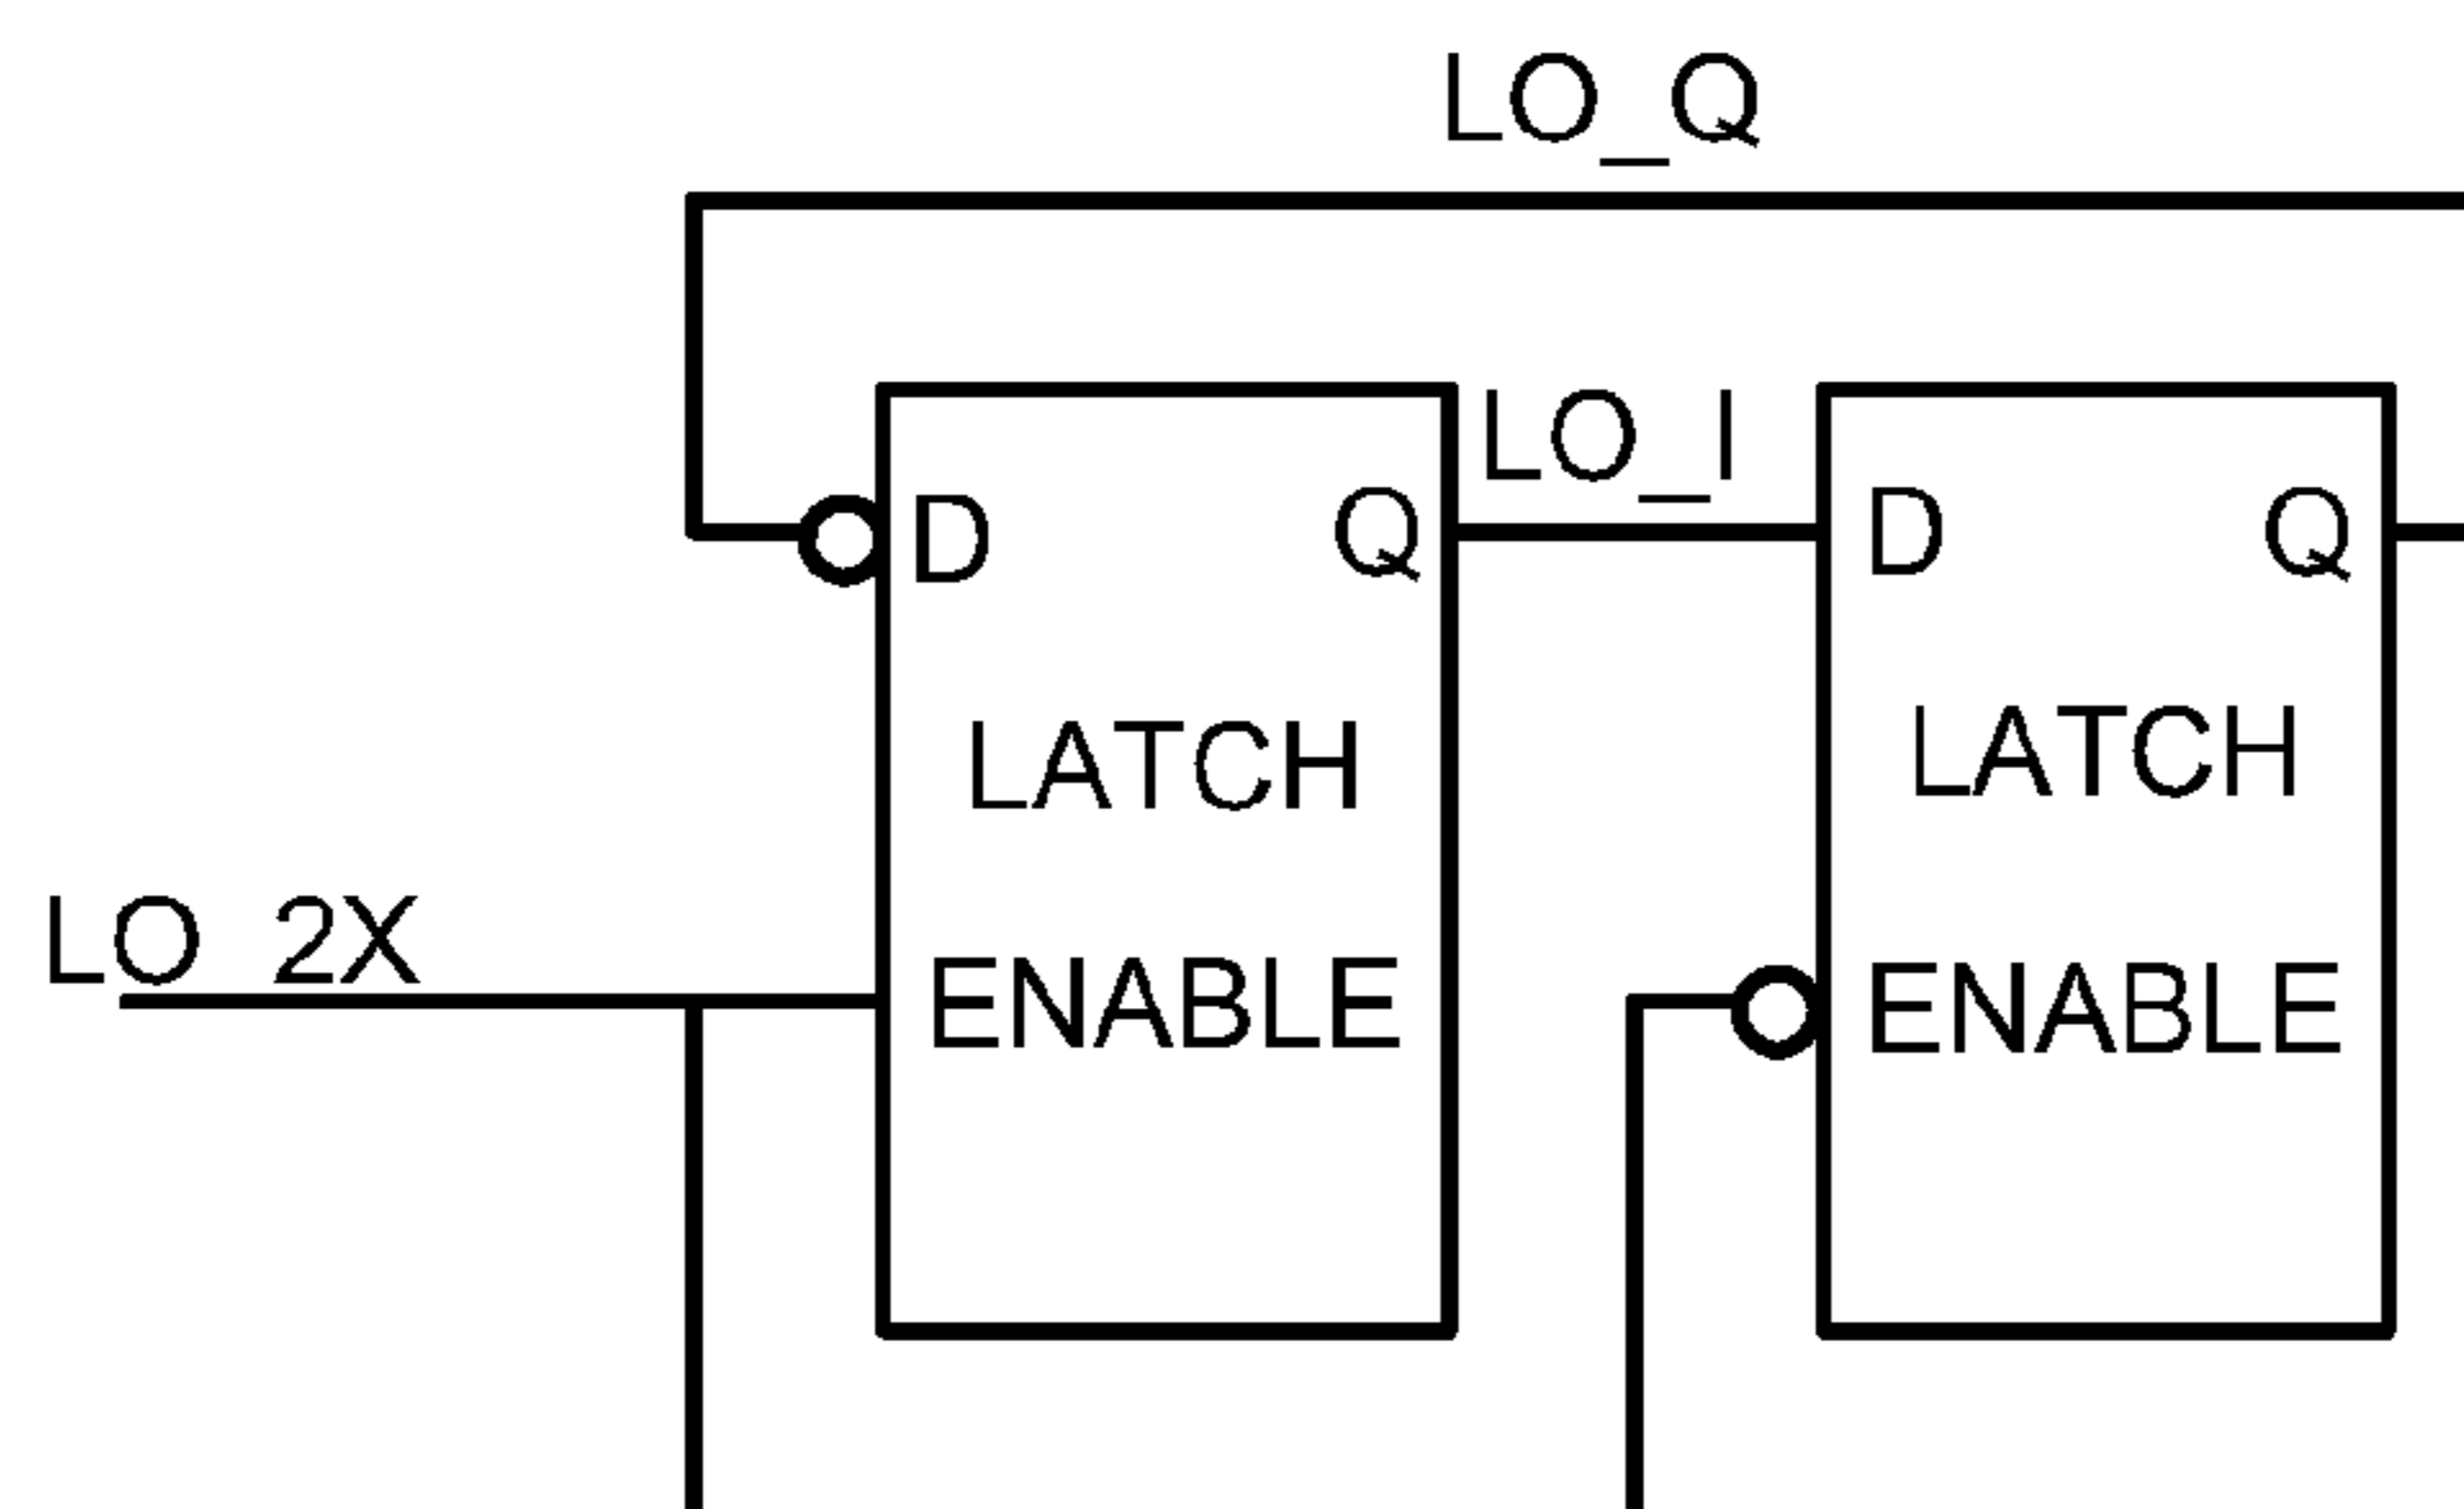 LO_Q
LO_I
D Q
D Q
LATCH
LATCH
LO_2X
ENABLE
ENABLE